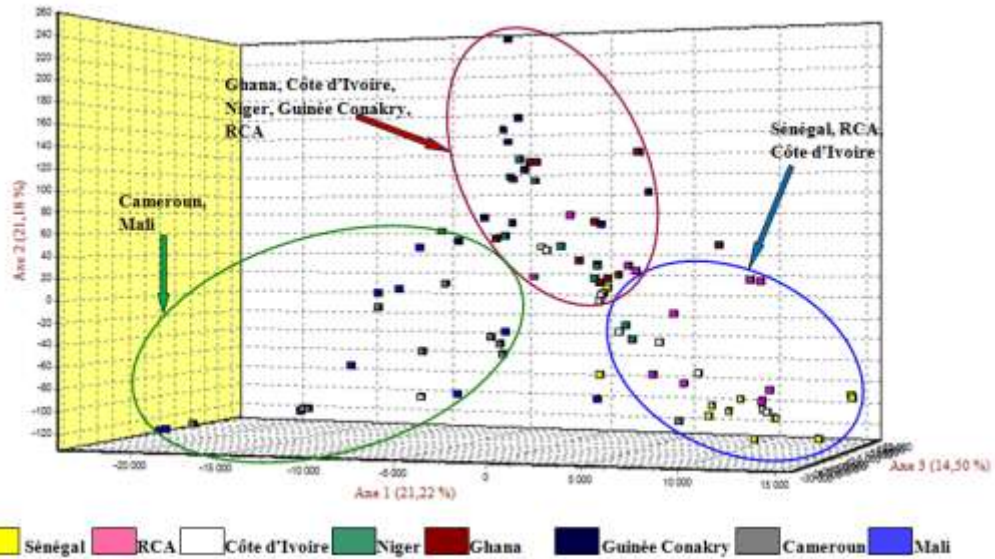 260
240
220
200
180
160
140
120
100
80
60
40
20
0
-20
-40
-60
-80
-100
-120
Axe 2 (21,18 %)
Ghana, Côte d'Ivoire,
Niger, Guinée Conakry,
RCA
Sénégal, RCA
Côte d'Ivoire
Cameroun,
Mali
-20 000
-15 000
-10 000
-5 000
0
5 000
10 000
15 000
Axe 1 (21,22 %)
Axe 3 (14,50 %)
Sénégal RCA Côte d'Ivoire Niger Ghana Guinée Conakry Cameroun Mali